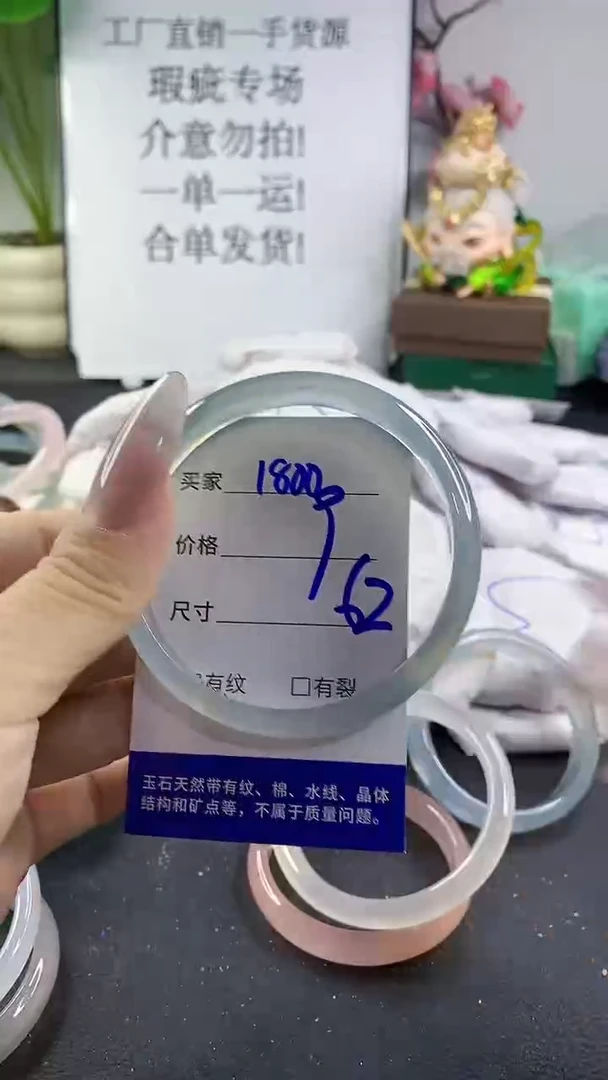 工厂直销一手货源
瑕疵专场
介意勿拍!
一单一运!
合单发货!
买家 1800
价格
尺寸 62
有纹 □有裂
玉石天然带有纹、棉、水线、晶体
结构和矿点等，不属于质量问题。